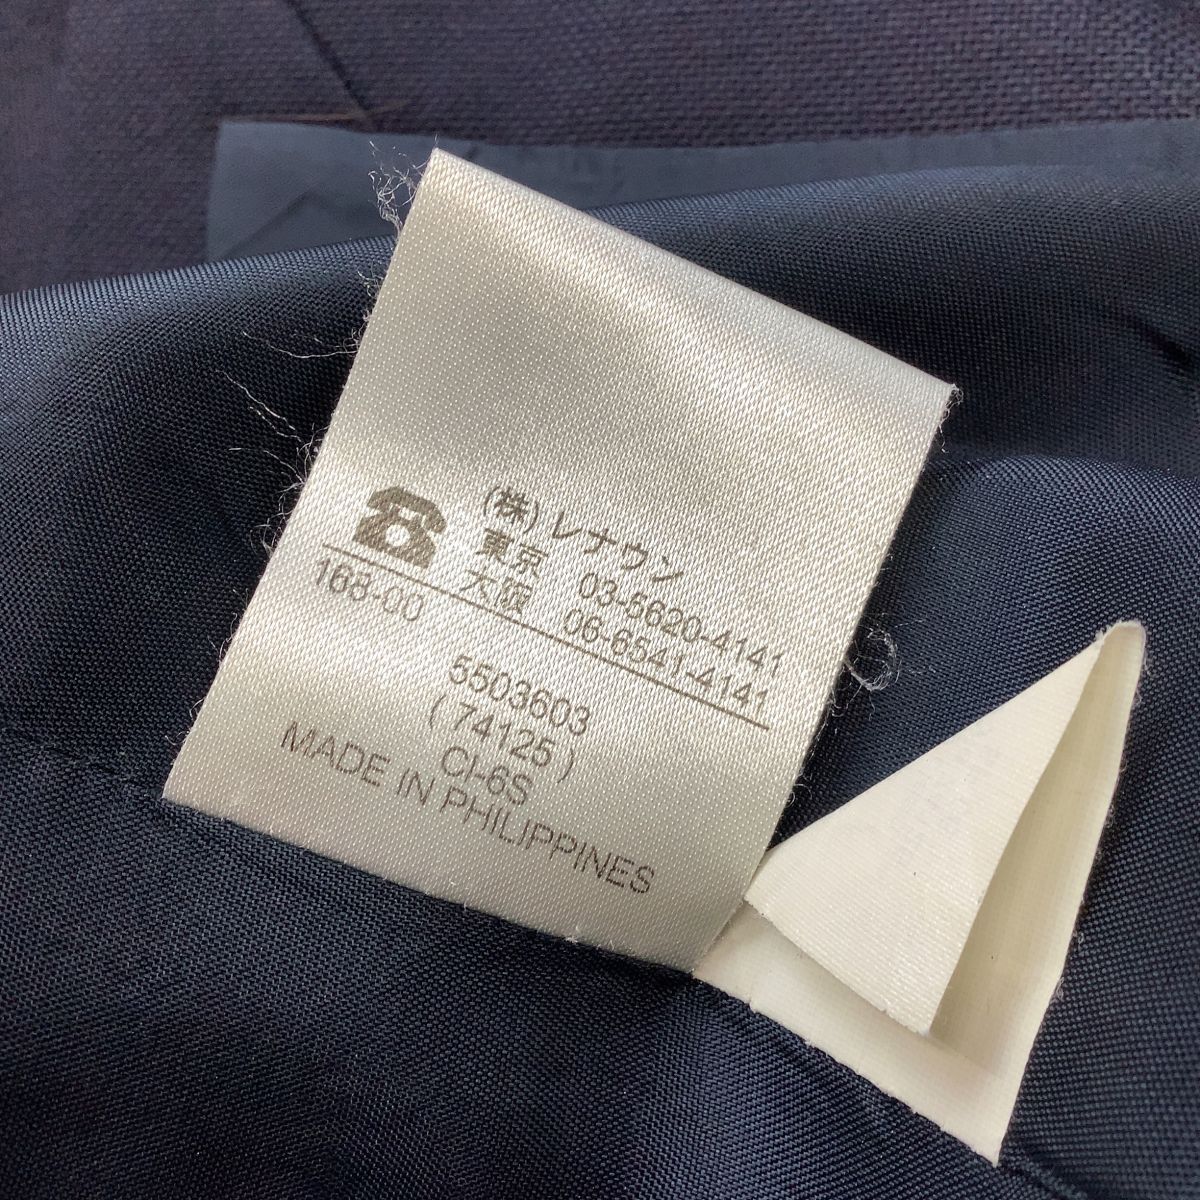 (株)レナウン
東京 03-5620-4141
大阪 06-6541-4141
168-00
5503603
(74125)
CI-6S
MADE IN PHILIPPINES